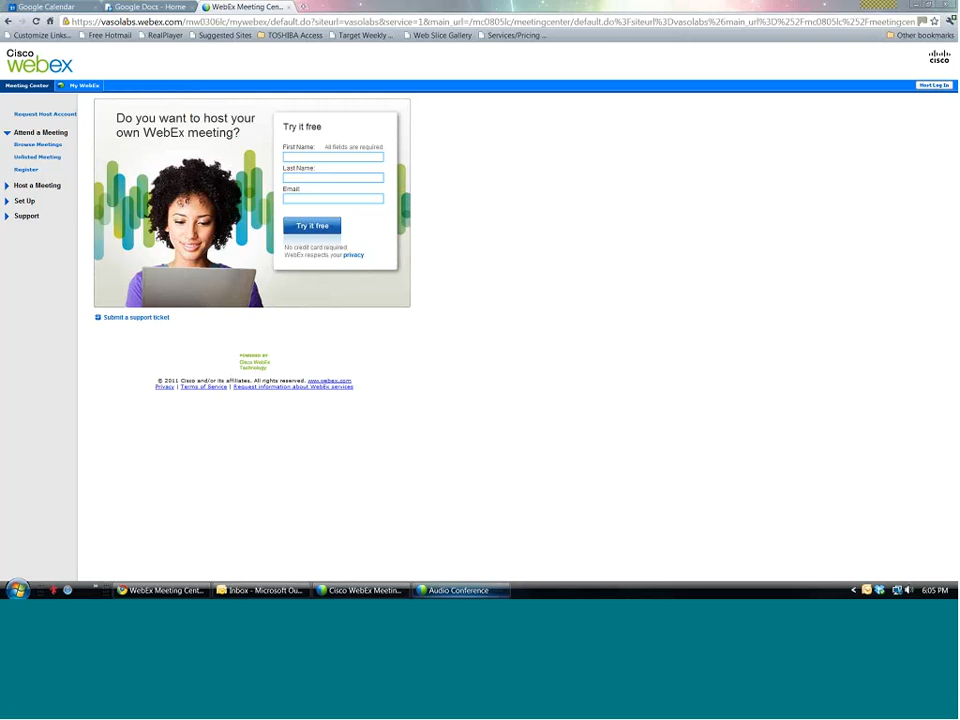 Google Calendar
Google Docs - Home
WebEx Meeting Cen...
https://vasolabs.webex.com/mw0306lc/mywebex/default.do?siteurl=vasolabs&service=1&main_url=/mc0805lc/meetingcenter/default.do%3Fsiteurl%3Dvasolabs%26main_url%3D%252Fmc0805lc%252Fmeetingcen
Customize Links...
Free Hotmail
RealPlayer
Suggested Sites
TOSHIBA Access
Target Weekly ...
Web Slice Gallery
Services/Pricing ...
Other bookmarks
Cisco
webex
CISCO
Meeting Center
My WebEx
Host Log In
Request Host Account
Attend a Meeting
Browse Meetings
Unlisted Meeting
Register
Host a Meeting
Set Up
Support
Do you want to host your
own WebEx meeting?
Try it free
First Name: All fields are required
Last Name:
Email:
Try it free
No credit card required.
WebEx respects your privacy
Submit a support ticket
POWERED BY
Cisco WebEx
Technology
© 2011 Cisco and/or its affiliates. All rights reserved. www.webex.com
Privacy | Terms of Service | Request information about WebEx services
WebEx Meeting Cent...
Inbox - Microsoft Ou...
Cisco WebEx Meetin...
Audio Conference
6:05 PM